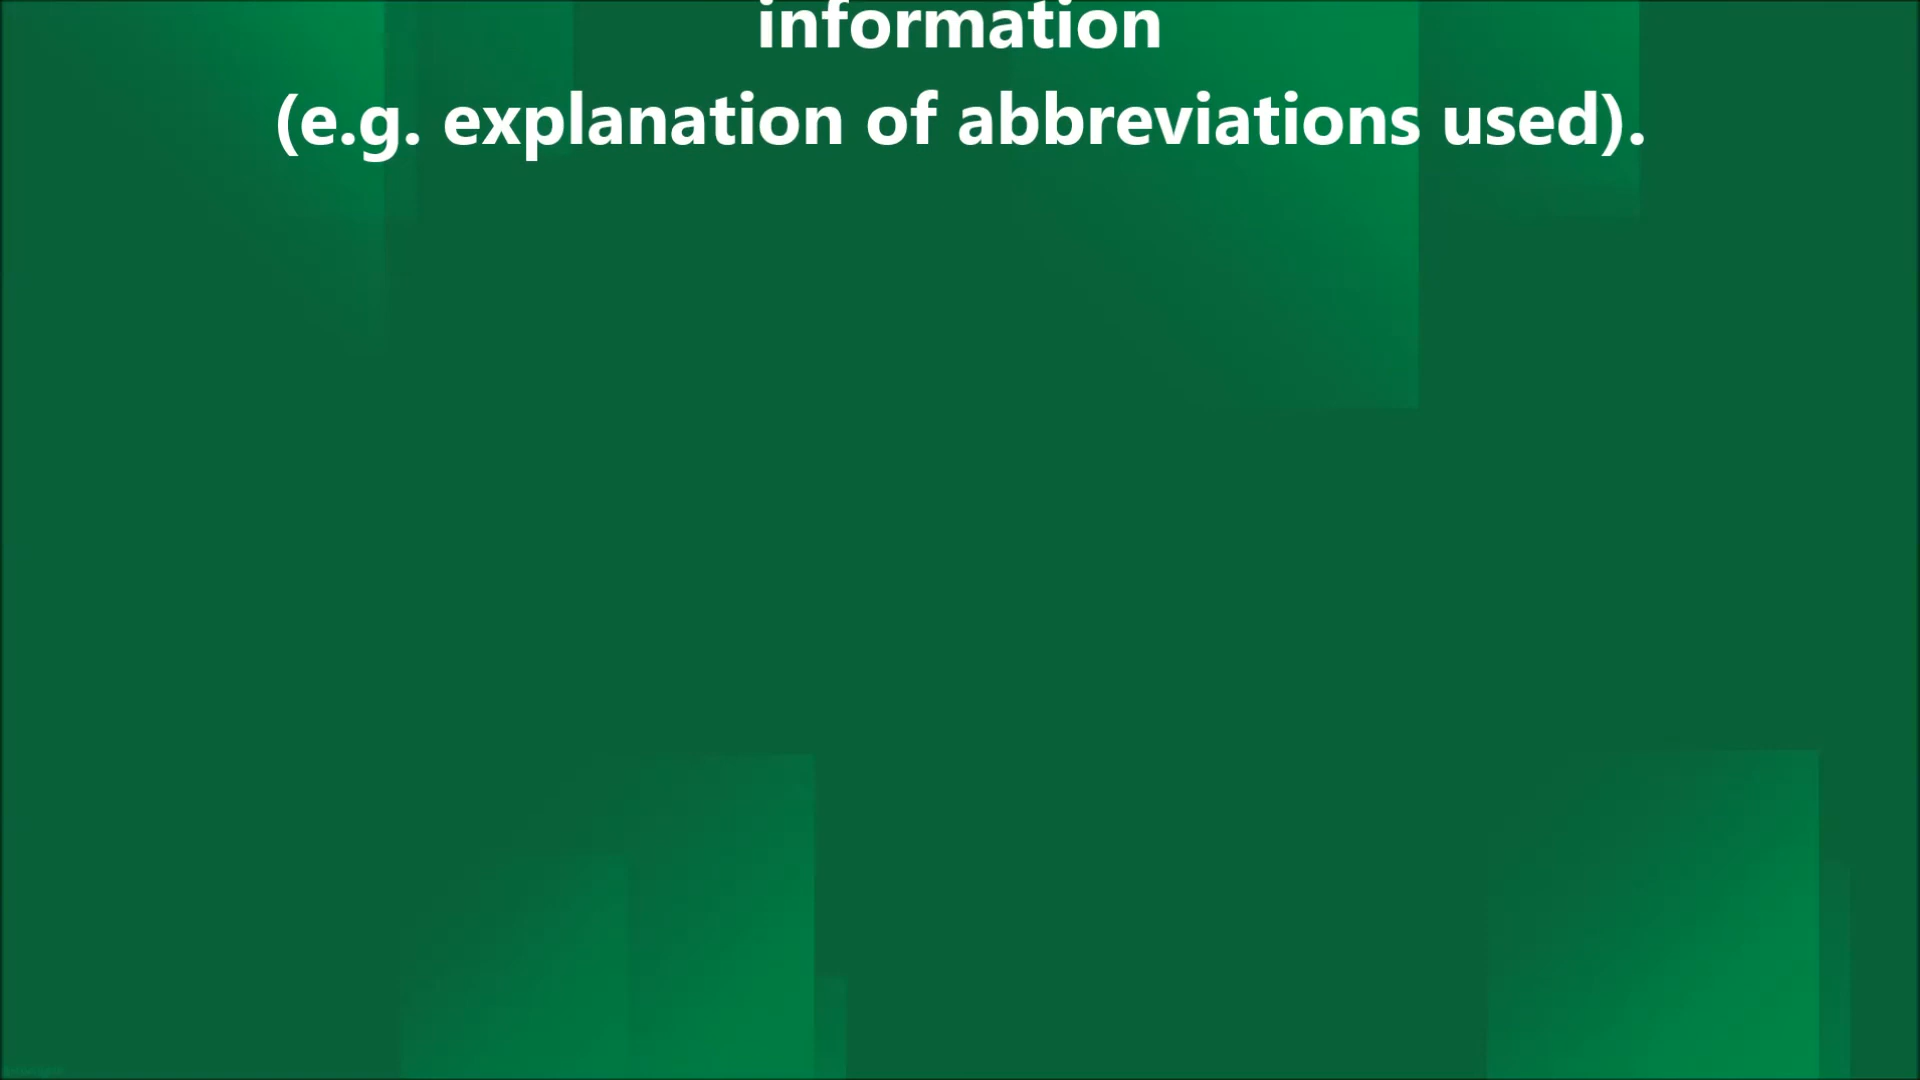 information
(e.g. explanation of abbreviations used).